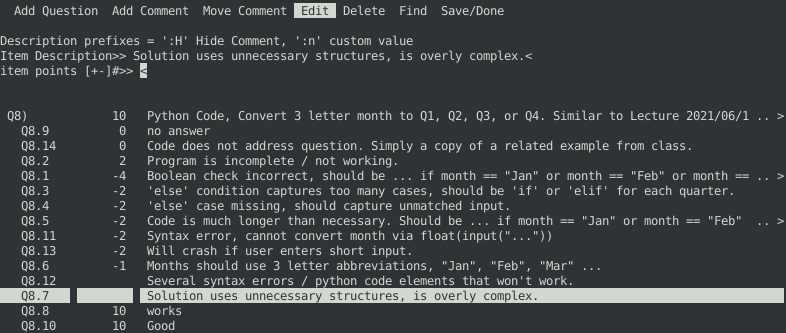 Add Question  Add Comment  Move Comment  Edit  Delete  Find  Save/Done
Description prefixes = ':H' Hide Comment, ':n' custom value
Item Description>> Solution uses unnecessary structures, is overly complex.<
item points [+-]#>> <
Q8)  10  Python Code, Convert 3 letter month to Q1, Q2, Q3, or Q4. Similar to Lecture 2021/06/1 .. >
Q8.9  0  no answer
Q8.14  0  Code does not address question. Simply a copy of a related example from class.
Q8.2  2  Program is incomplete / not working.
Q8.1  -4  Boolean check incorrect, should be ... if month == "Jan" or month == "Feb" or month == .. >
Q8.3  -2  'else' condition captures too many cases, should be 'if' or 'elif' for each quarter.
Q8.4  -2  'else' case missing, should capture unmatched input.
Q8.5  -2  Code is much longer than necessary. Should be ... if month == "Jan" or month == "Feb"  .. >
Q8.11  -2  Syntax error, cannot convert month via float(input("..."))
Q8.13  -2  Will crash if user enters short input.
Q8.6  -1  Months should use 3 letter abbreviations, "Jan", "Feb", "Mar" ...
Q8.12  Several syntax errors / python code elements that won't work.
Q8.7  Solution uses unnecessary structures, is overly complex.
Q8.8  10  works
Q8.10  10  Good